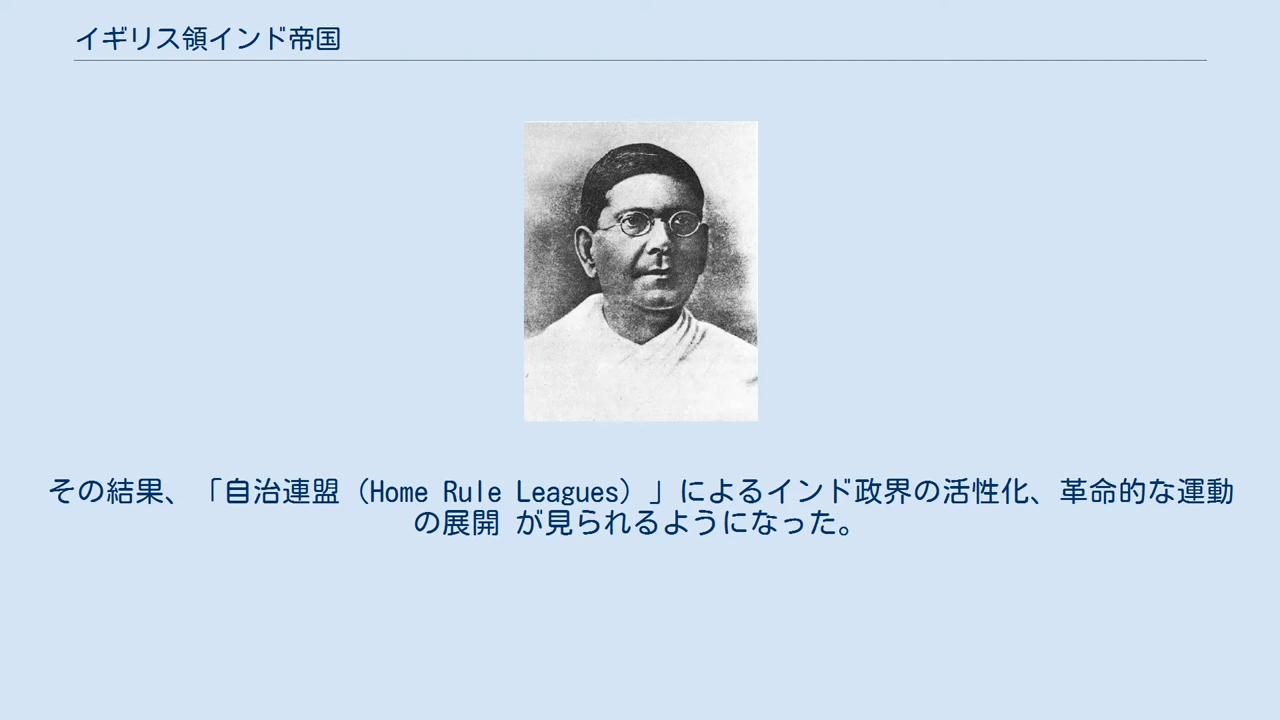 イギリス領インド帝国
その結果、「自治連盟（Home Rule Leagues）」によるインド政界の活性化、革命的な運動
の展開 が見られるようになった。